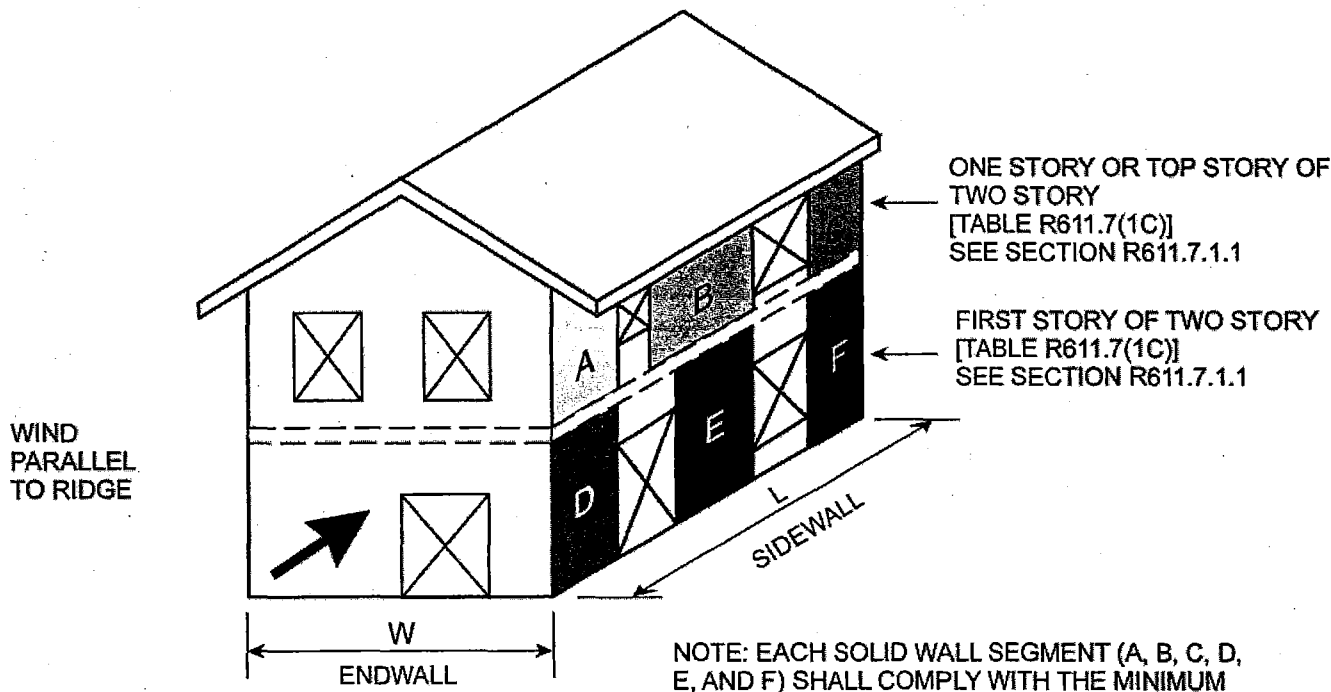 ONE STORY OR TOP STORY OF
TWO STORY
[TABLE R611.7(1C)]
SEE SECTION R611.7.1.1
FIRST STORY OF TWO STORY
[TABLE R611.7(1C)]
SEE SECTION R611.7.1.1
WIND
PARALLEL
TO RIDGE
A
B
D
E
F
L
SIDEWALL
W
ENDWALL
NOTE: EACH SOLID WALL SEGMENT (A, B, C, D,
E, AND F) SHALL COMPLY WITH THE MINIMUM